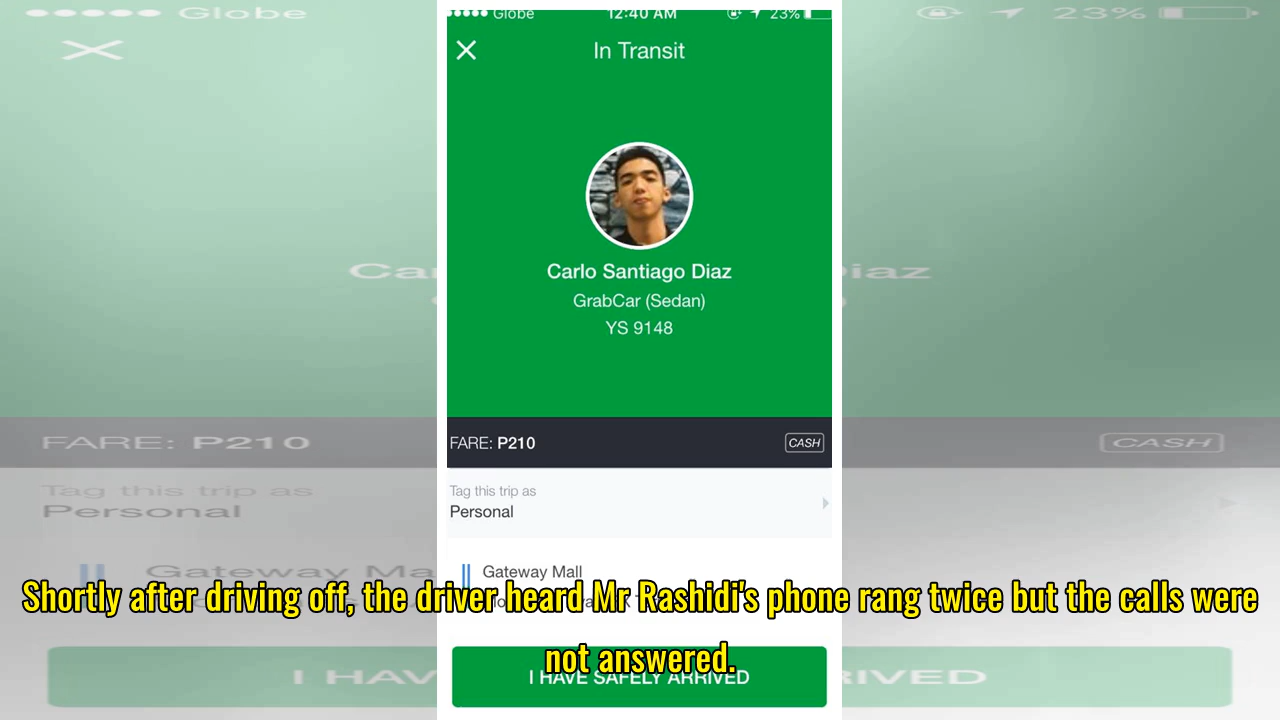 Globe 12:40 AM 23%
In Transit
Carlo Santiago Diaz
GrabCar (Sedan)
YS 9148
FARE: P210 CASH
Tag this trip as
Personal
Gateway Mall
Shortly after driving off, the driver heard Mr Rashidi's phone rang twice but the calls were
not answered.
I HAVE SAFELY ARRIVED